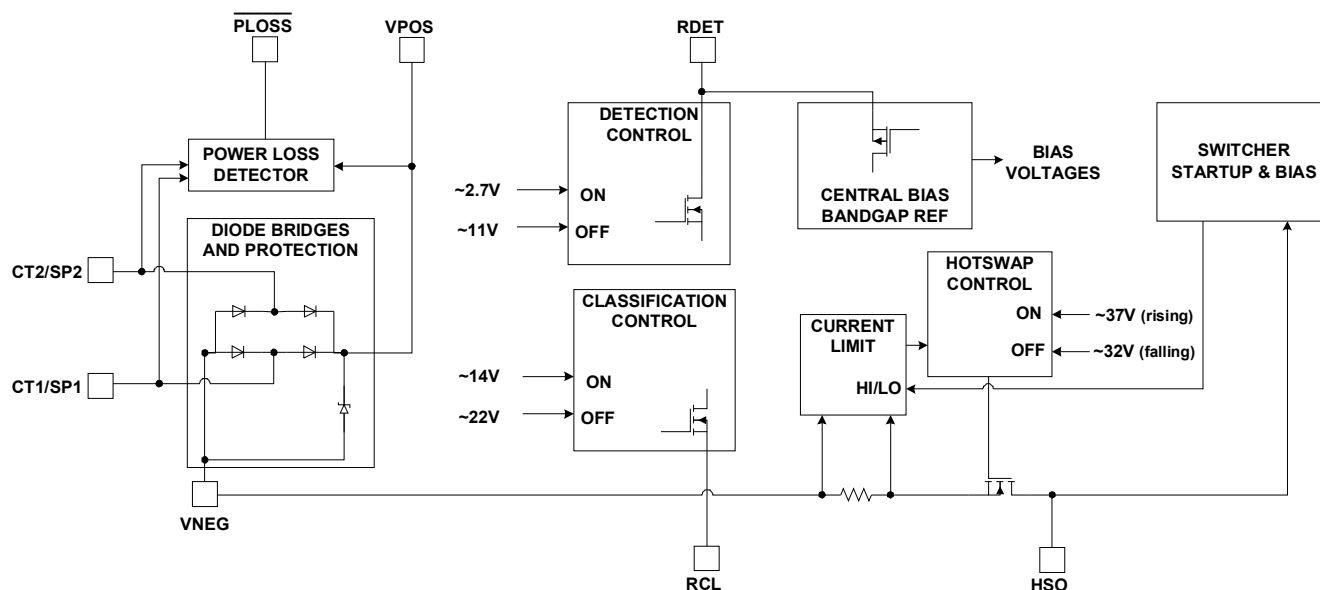 PLOSS
VPOS
RDET
POWER LOSS
DETECTOR
DIODE BRIDGES
AND PROTECTION
CT2/SP2
CT1/SP1
VNEG
DETECTION
CONTROL
~2.7V
ON
~11V
OFF
CENTRAL BIAS
BANDGAP REF
BIAS
VOLTAGES
SWITCHER
STARTUP & BIAS
CLASSIFICATION
CONTROL
~14V
ON
~22V
OFF
RCL
CURRENT
LIMIT
HI/LO
HOTSWAP
CONTROL
ON
~37V (rising)
OFF
~32V (falling)
HSO